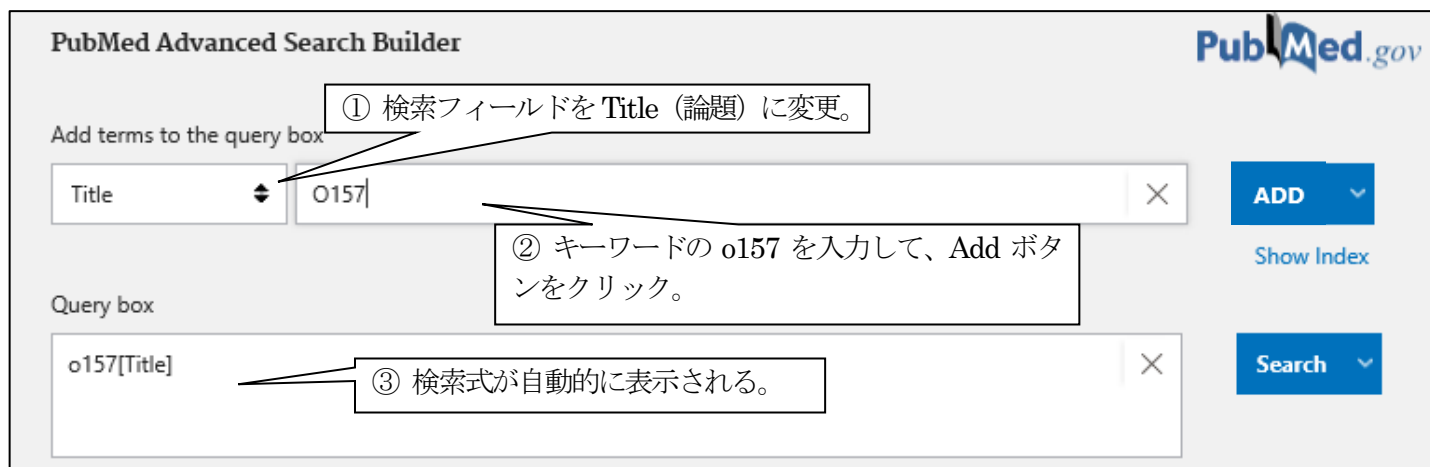 PubMed Advanced Search Builder
PubMed.gov
① 検索フィールドを Title（論題）に変更。
Add terms to the query box
Title
O157
ADD
② キーワードの o157 を入力して、Add ボタ
ンをクリック。
Show Index
Query box
o157[Title]
Search
③ 検索式が自動的に表示される。